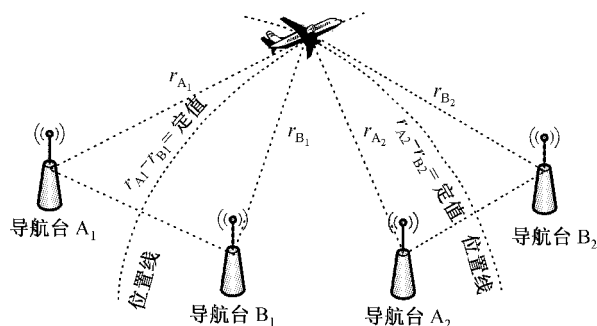 r_A₁
r_B₂
r_B₁
r_A₂
r_A1-r_B1=定值
r_A2-r_B2=定值
导航台 A₁
导航台 B₂
位置线
位置线
导航台 B₁
导航台 A₂